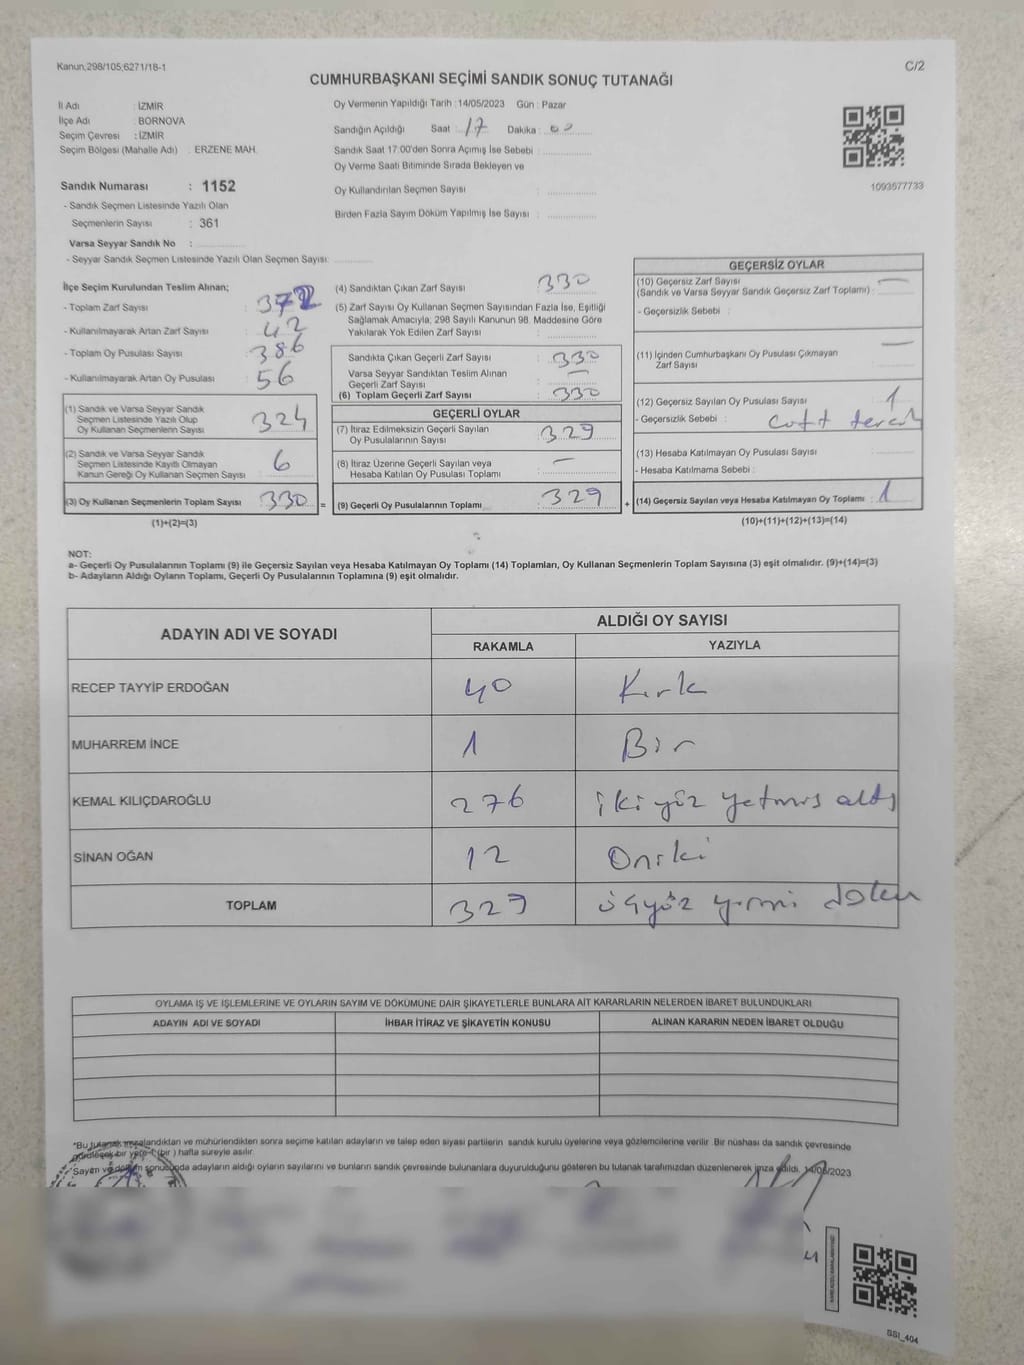 Kanun,298/105,6271/18-1
C/2
CUMHURBAŞKANI SEÇİMİ SANDIK SONUÇ TUTANAĞI
İl Adı : İZMİR
İlçe Adı : BORNOVA
Seçim Çevresi : İZMİR
Seçim Bölgesi (Mahalle Adı) : ERZENE MAH.
Sandık Numarası : 1152
- Sandık Seçmen Listesinde Yazılı Olan
Seçmenlerin Sayısı : 361
Varsa Seyyar Sandık No :
- Seyyar Sandık Seçmen Listesinde Yazılı Olan Seçmen Sayısı:
Oy Vermenin Yapıldığı Tarih : 14/05/2023 Gün : Pazar
Sandığın Açıldığı Saat : 17 Dakika : 00
Sandık Saat 17:00'den Sonra Açımış İse Sebebi :
Oy Verme Saati Bitiminde Sırada Bekleyen ve
Oy Kullandırılan Seçmen Sayısı :
Birden Fazla Sayım Döküm Yapılmış İse Sayısı :
1093577733
İlçe Seçim Kurulundan Teslim Alınan;
- Toplam Zarf Sayısı : 372
- Kullanılmayarak Artan Zarf Sayısı : 42
- Toplam Oy Pusulası Sayısı : 386
- Kullanılmayarak Artan Oy Pusulası : 56
(1) Sandık ve Varsa Seyyar Sandık
Seçmen Listesinde Yazılı Olup
Oy Kullanan Seçmenlerin Sayısı : 324
(2) Sandık ve Varsa Seyyar Sandık
Seçmen Listesinde Kayıtlı Olmayan
Kanun Gereği Oy Kullanan Seçmen Sayısı : 6
(3) Oy Kullanan Seçmenlerin Toplam Sayısı : 330 =
(1)+(2)=(3)
(4) Sandıktan Çıkan Zarf Sayısı : 330
(5) Zarf Sayısı Oy Kullanan Seçmen Sayısından Fazla İse, Eşitliği
Sağlamak Amacıyla; 298 Sayılı Kanunun 98. Maddesine Göre
Yakılarak Yok Edilen Zarf Sayısı :
Sandıkta Çıkan Geçerli Zarf Sayısı : 330
Varsa Seyyar Sandıktan Teslim Alınan
Geçerli Zarf Sayısı : —
(6) Toplam Geçerli Zarf Sayısı : 330
GEÇERLİ OYLAR
(7) İtiraz Edilmeksizin Geçerli Sayılan
Oy Pusulalarının Sayısı : 329
(8) İtiraz Üzerine Geçerli Sayılan veya
Hesaba Katılan Oy Pusulası Toplamı : —
(9) Geçerli Oy Pusulalarının Toplamı : 329 +
GEÇERSİZ OYLAR
(10) Geçersiz Zarf Sayısı
(Sandık ve Varsa Seyyar Sandık Geçersiz Zarf Toplamı) : —
- Geçersizlik Sebebi :
(11) İçinden Cumhurbaşkanı Oy Pusulası Çıkmayan
Zarf Sayısı : —
(12) Geçersiz Sayılan Oy Pusulası Sayısı : 1
- Geçersizlik Sebebi : çift tercih
(13) Hesaba Katılmayan Oy Pusulası Sayısı :
- Hesaba Katılmama Sebebi :
(14) Geçersiz Sayılan veya Hesaba Katılmayan Oy Toplamı : 1
(10)+(11)+(12)+(13)=(14)
NOT:
a- Geçerli Oy Pusulaları Toplamı (9) ile Geçersiz Sayılan veya Hesaba Katılmayan Oy Toplamı (14) Toplamları, Oy Kullanan Seçmenlerin Toplam Sayısına (3) eşit olmalıdır. (9)+(14)=(3)
b- Adayların Aldığı Oyların Toplamı, Geçerli Oy Pusulalarının Toplamına (9) eşit olmalıdır.
ADAYIN ADI VE SOYADI ALDIĞI OY SAYISI
RAKAMLA YAZIYLA
RECEP TAYYİP ERDOĞAN 40 Kırk
MUHARREM İNCE 1 Bir
KEMAL KILIÇDAROĞLU 276 iki yüz yetmiş altı
SİNAN OĞAN 12 Oniki
TOPLAM 329 üçyüz yirmi dokuz
OYLAMA İŞ VE İŞLEMLERİNE VE OYLARIN SAYIM VE DÖKÜMÜNE DAİR ŞİKAYETLERLE BUNLARA AİT KARARLARIN NELERDEN İBARET BULUNDUKLARI
ADAYIN ADI VE SOYADI İHBAR İTİRAZ VE ŞİKAYETİN KONUSU ALINAN KARARIN NEDEN İBARET OLDUĞU
*Bu tutanak imzalandıktan ve mühürlendikten sonra seçime katılan adayların ve talep eden siyasi partilerin sandık kurulu üyelerine veya gözlemcilerine verilir. Bir nüshası da sandık çevresinde
görülecek bir yere 1 (bir ) hafta süreyle asılır.
*Sayım ve döküm sonucunda adayların aldığı oyların sayılarını ve bunların sandık çevresinde bulunanlara duyurulduğunu gösteren bu tutanak tarafımızdan düzenlenerek imza edildi. 14/05/2023
SSI_404